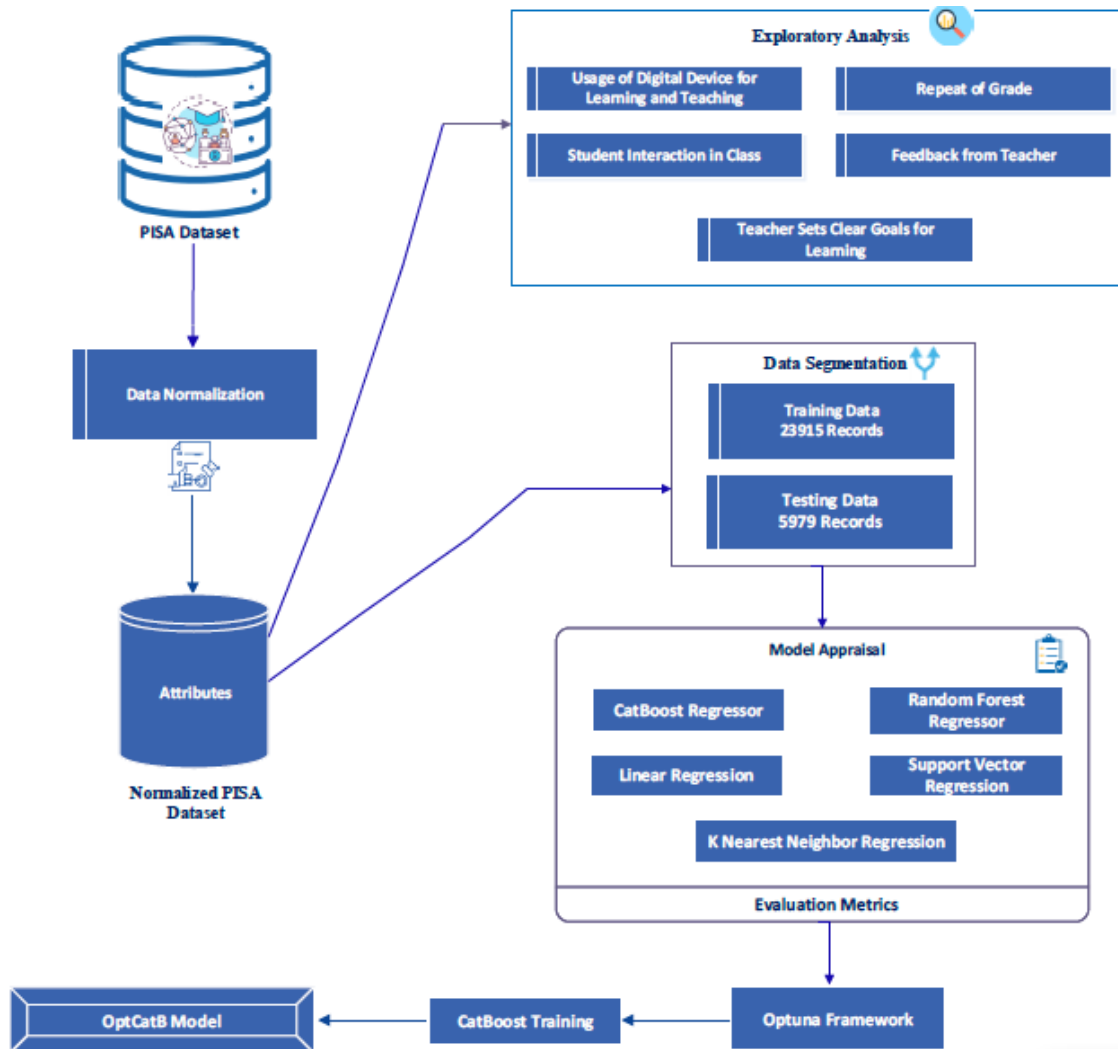 PISA Dataset
Data Normalization
Attributes
Normalized PISA
Dataset
Exploratory Analysis
Usage of Digital Device for
Learning and Teaching
Repeat of Grade
Student Interaction in Class
Feedback from Teacher
Teacher Sets Clear Goals for
Learning
Data Segmentation
Training Data
23915 Records
Testing Data
5979 Records
Model Appraisal
CatBoost Regressor
Random Forest
Regressor
Linear Regression
Support Vector
Regression
K Nearest Neighbor Regression
Evaluation Metrics
Optuna Framework
CatBoost Training
OptCatB Model